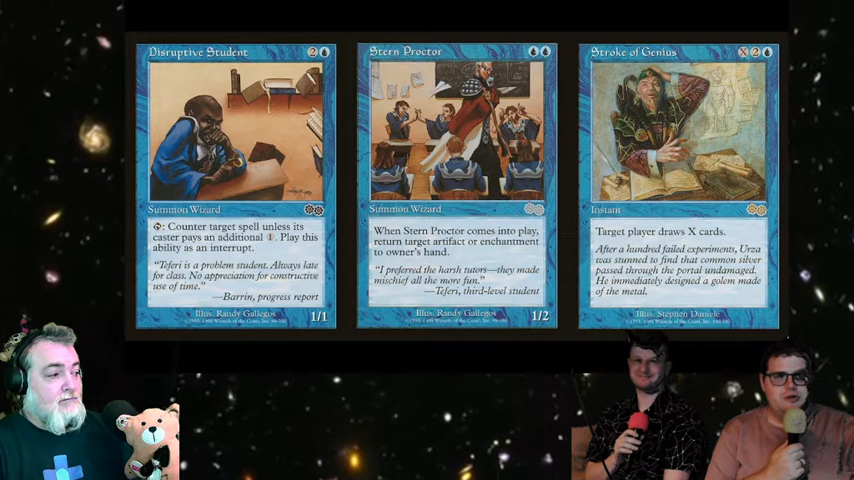 Disruptive Student 2
Summon Wizard
: Counter target spell unless its
caster pays an additional 1. Play this
ability as an interrupt.
"Teferi is a problem student. Always late
for class. No appreciation for constructive
use of time."
—Barrin, progress report
Illus. Randy Gallegos
1/1
Stern Proctor
Summon Wizard
When Stern Proctor comes into play,
return target artifact or enchantment
to owner's hand.
"I preferred the harsh tutors—they made
mischief all the more fun."
—Teferi, third-level student
Illus. Randy Gallegos
1/2
Stroke of Genius X 2
Instant
Target player draws X cards.
After a hundred failed experiments, Urza
was stunned to find that common silver
passed through the portal undamaged.
He immediately designed a golem made
of the metal.
Illus. Stephen Daniele